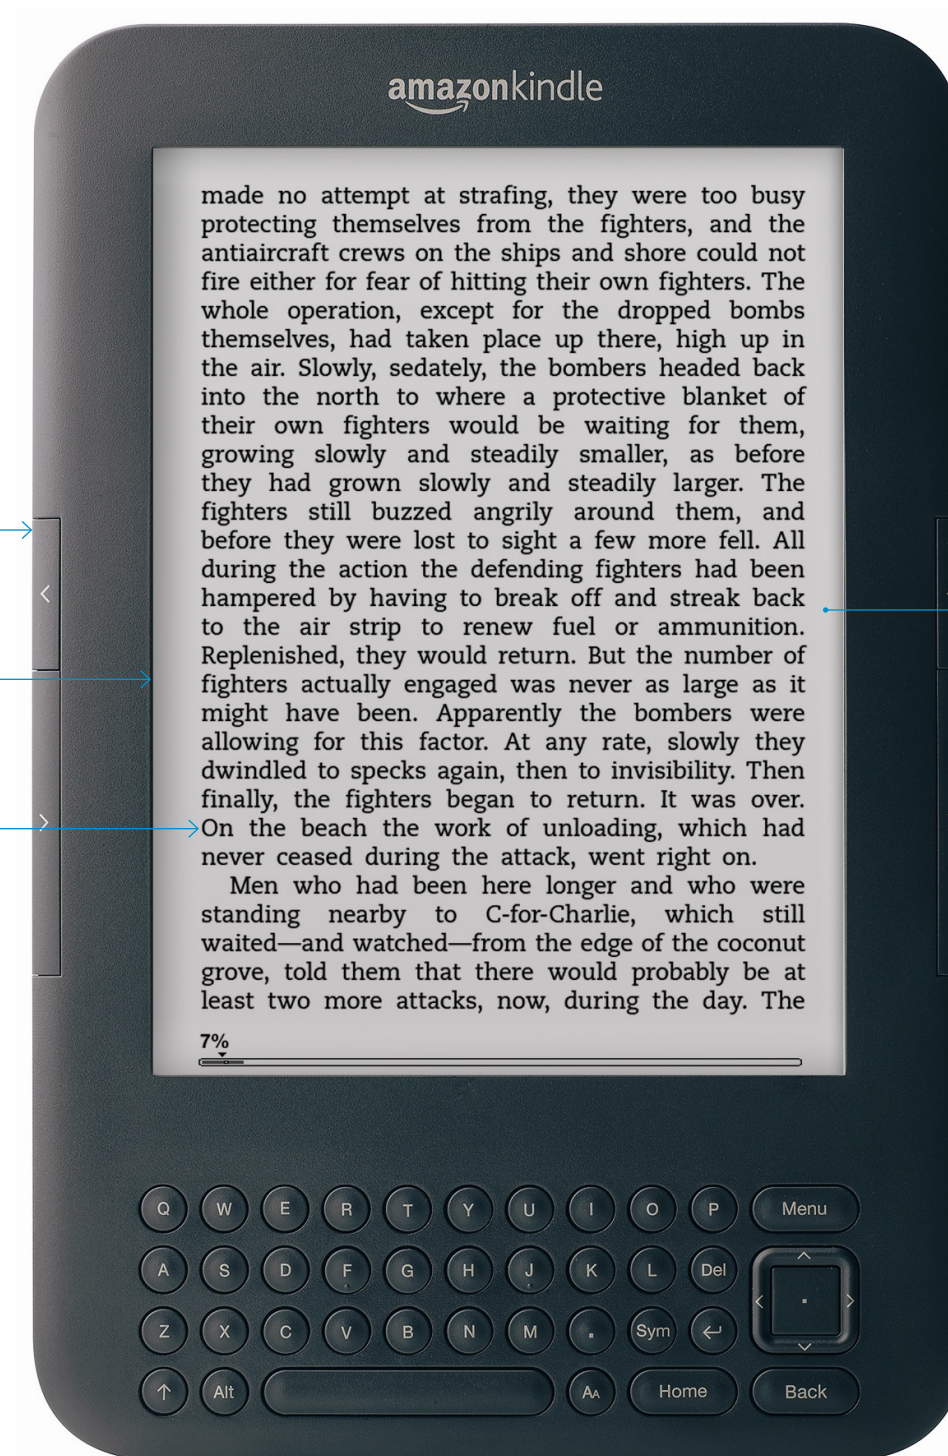 amazonkindle
made no attempt at strafing, they were too busy
protecting themselves from the fighters, and the
antiaircraft crews on the ships and shore could not
fire either for fear of hitting their own fighters. The
whole operation, except for the dropped bombs
themselves, had taken place up there, high up in
the air. Slowly, sedately, the bombers headed back
into the north to where a protective blanket of
their own fighters would be waiting for them,
growing slowly and steadily smaller, as before
they had grown slowly and steadily larger. The
fighters still buzzed angrily around them, and
before they were lost to sight a few more fell. All
during the action the defending fighters had been
hampered by having to break off and streak back
to the air strip to renew fuel or ammunition.
Replenished, they would return. But the number of
fighters actually engaged was never as large as it
might have been. Apparently the bombers were
allowing for this factor. At any rate, slowly they
dwindled to specks again, then to invisibility. Then
finally, the fighters began to return. It was over.
On the beach the work of unloading, which had
never ceased during the attack, went right on.
Men who had been here longer and who were
standing nearby to C-for-Charlie, which still
waited—and watched—from the edge of the coconut
grove, told them that there would probably be at
least two more attacks, now, during the day. The
7%
Q W E R T Y U I O P Menu
A S D F G H J K L Del
Z X C V B N M . Sym
Alt AA Home Back